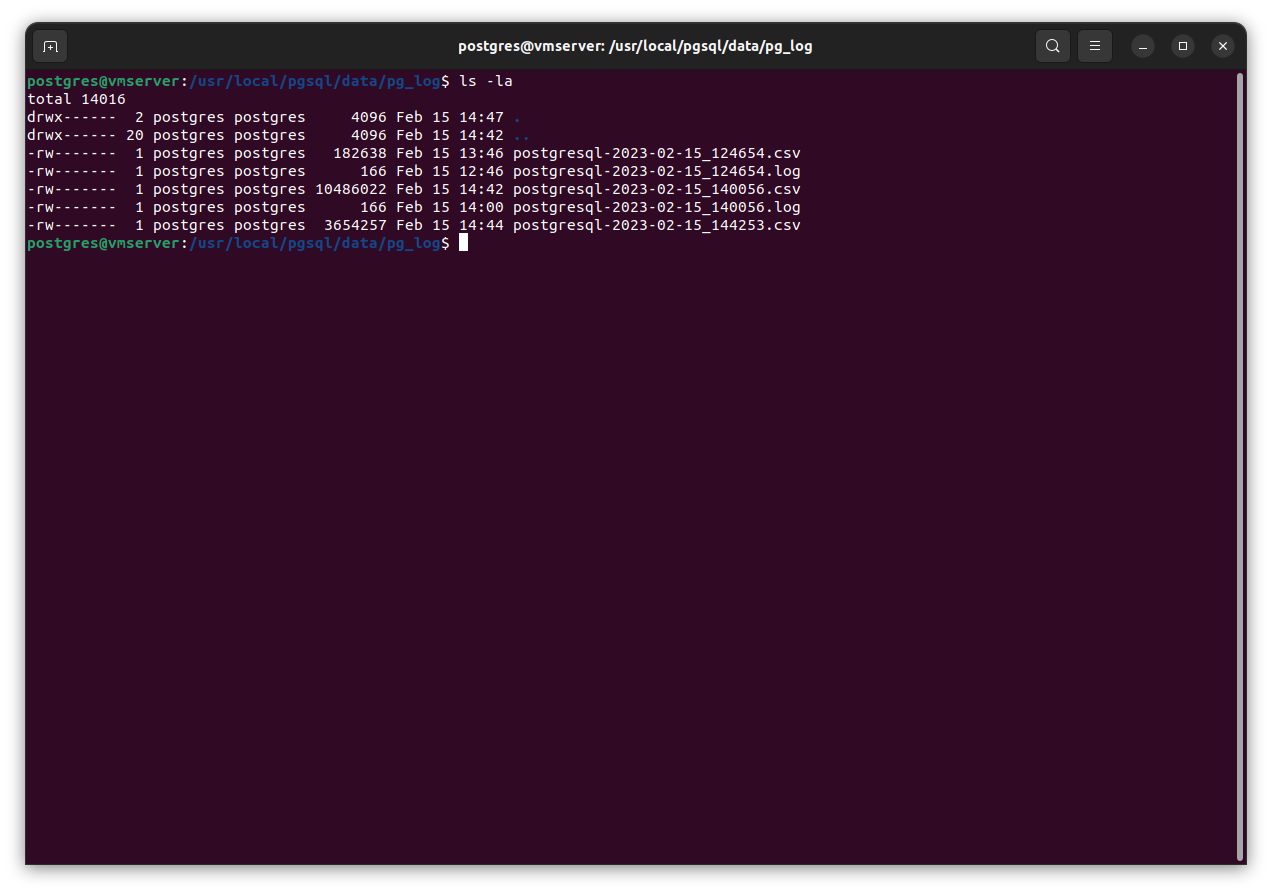 postgres@vmserver: /usr/local/pgsql/data/pg_log
postgres@vmserver:/usr/local/pgsql/data/pg_log$ ls -la
total 14016
drwx------  2 postgres postgres     4096 Feb 15 14:47 .
drwx------ 20 postgres postgres     4096 Feb 15 14:42 ..
-rw-------  1 postgres postgres   182638 Feb 15 13:46 postgresql-2023-02-15_124654.csv
-rw-------  1 postgres postgres      166 Feb 15 12:46 postgresql-2023-02-15_124654.log
-rw-------  1 postgres postgres 10486022 Feb 15 14:42 postgresql-2023-02-15_140056.csv
-rw-------  1 postgres postgres      166 Feb 15 14:00 postgresql-2023-02-15_140056.log
-rw-------  1 postgres postgres  3654257 Feb 15 14:44 postgresql-2023-02-15_144253.csv
postgres@vmserver:/usr/local/pgsql/data/pg_log$